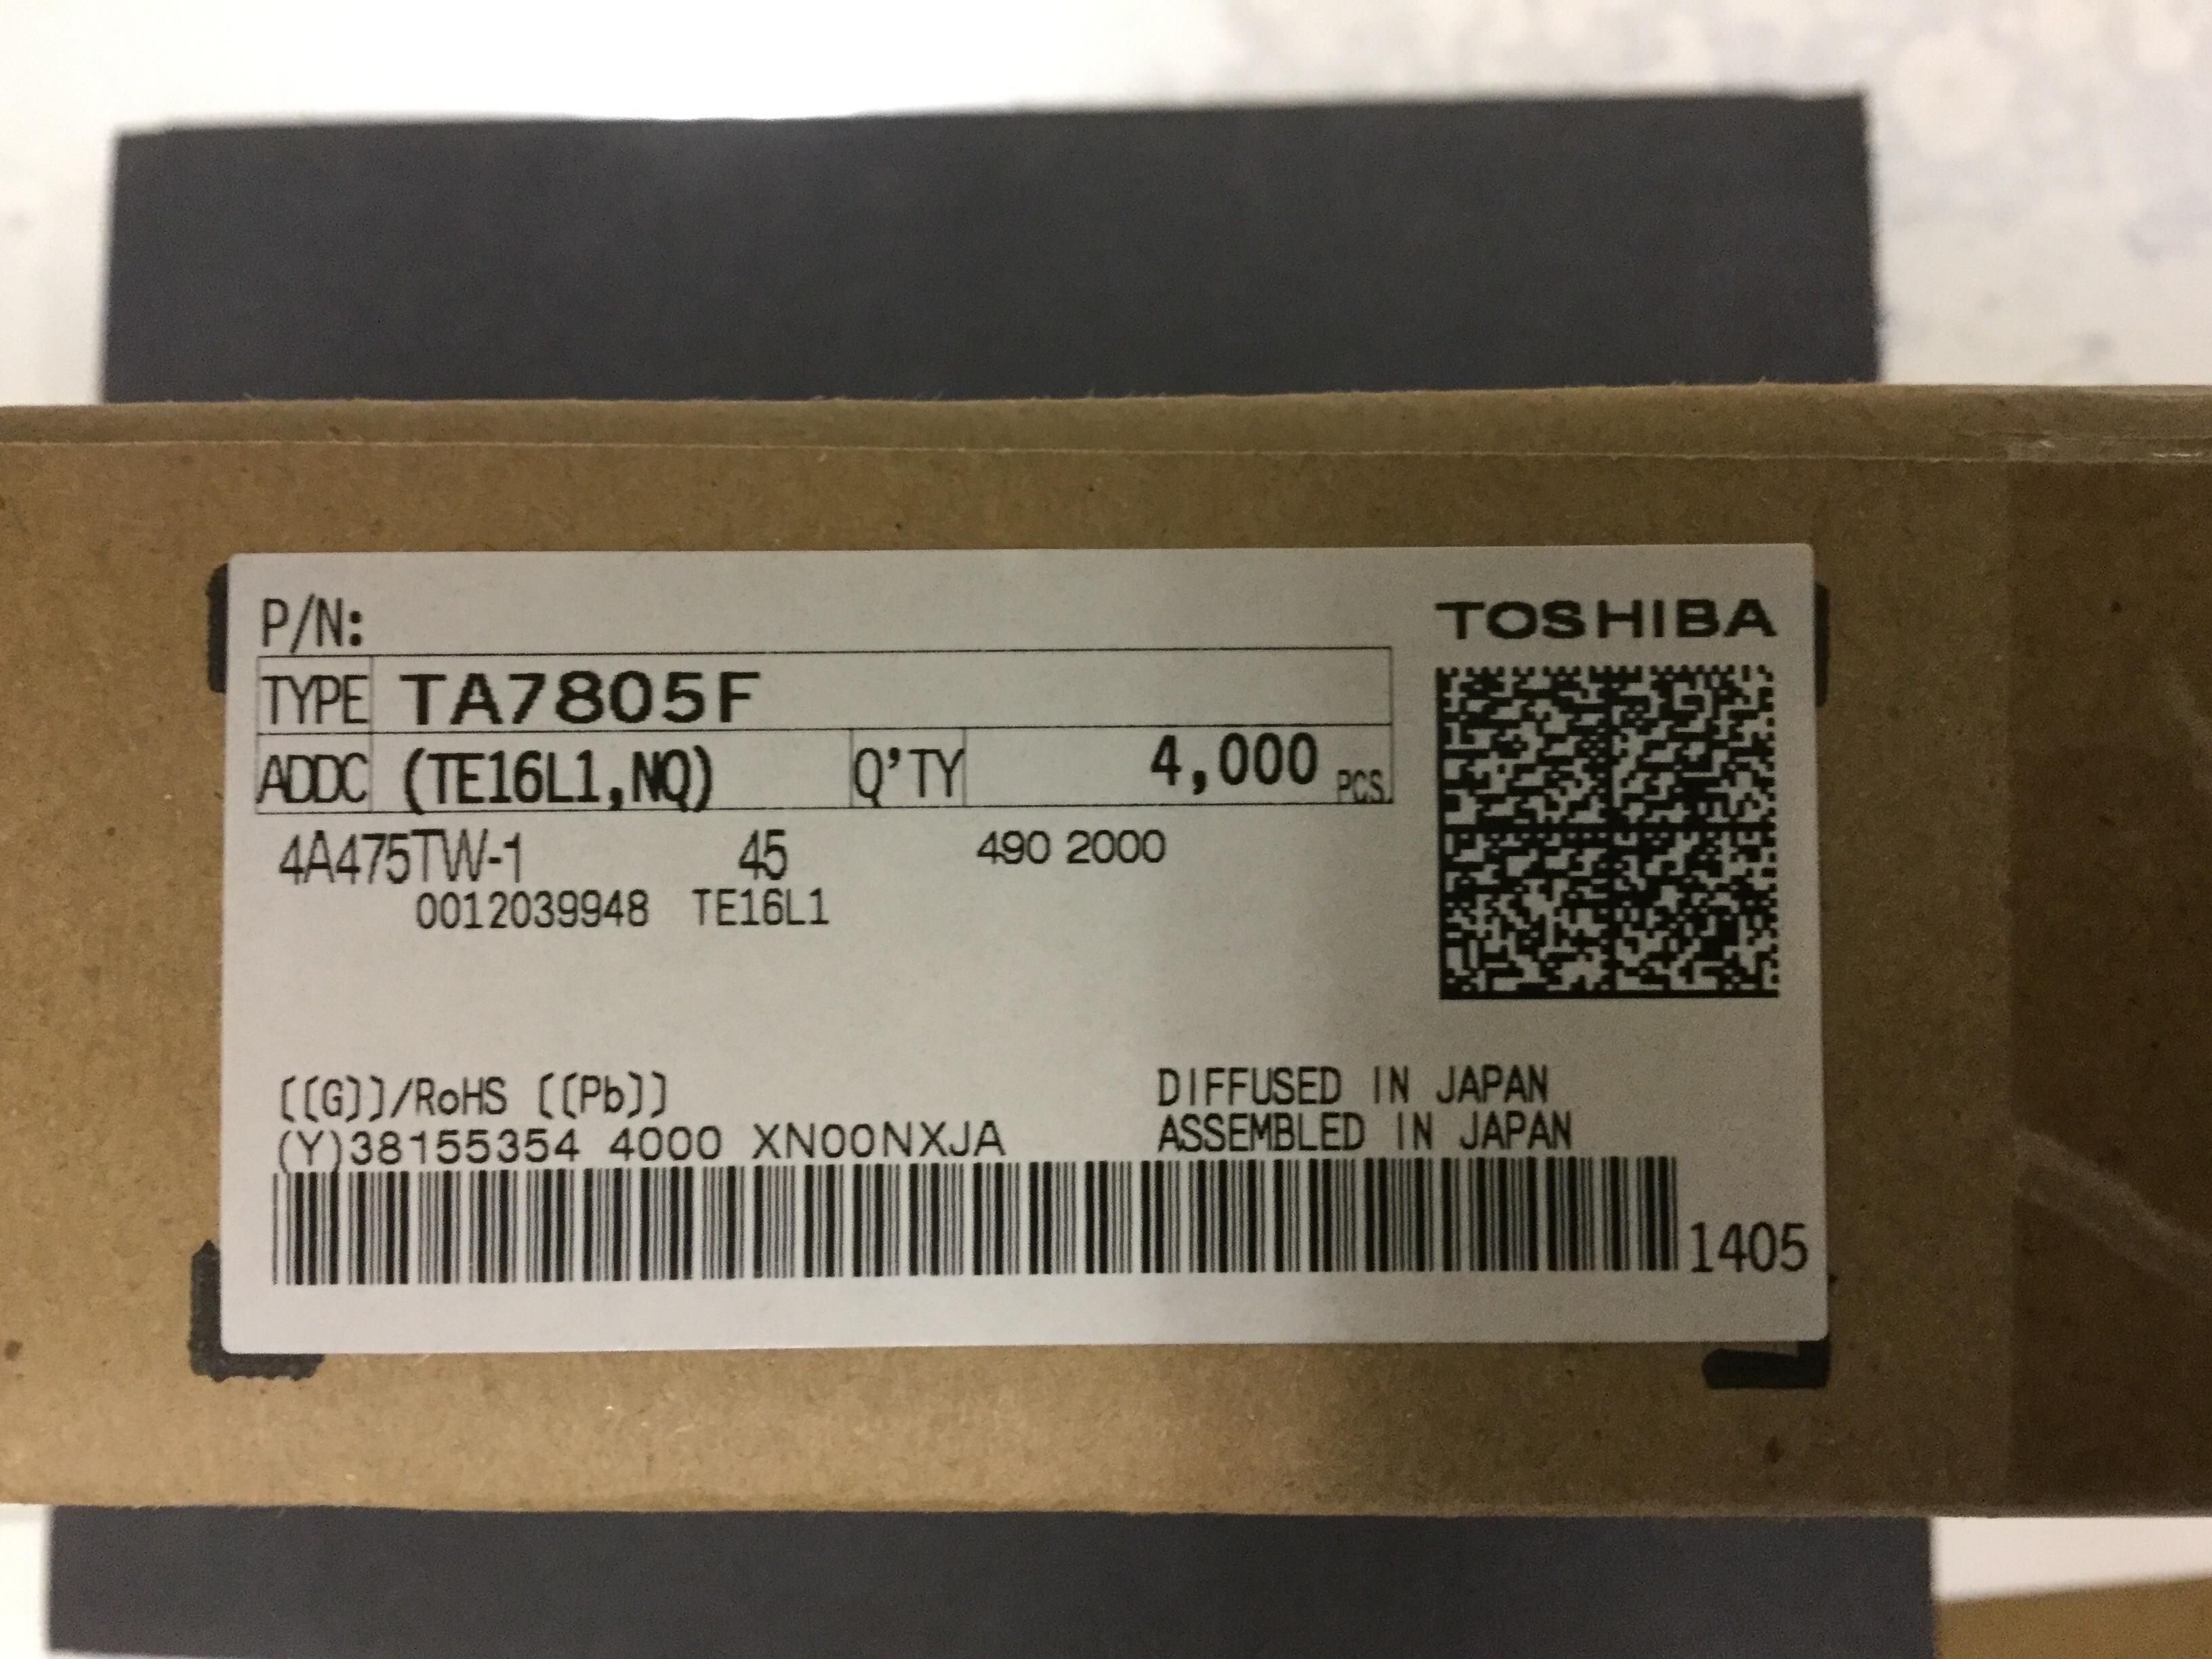 P/N:
TOSHIBA
TYPE TA7805F
ADDC (TE16L1,NQ) Q'TY 4,000 PCS.
4A475TW-1 45 490 2000
0012039948 TE16L1
[[G]]/RoHS [[Pb]]
DIFFUSED IN JAPAN
(Y)38155354 4000 XN00NXJA
ASSEMBLED IN JAPAN
1405